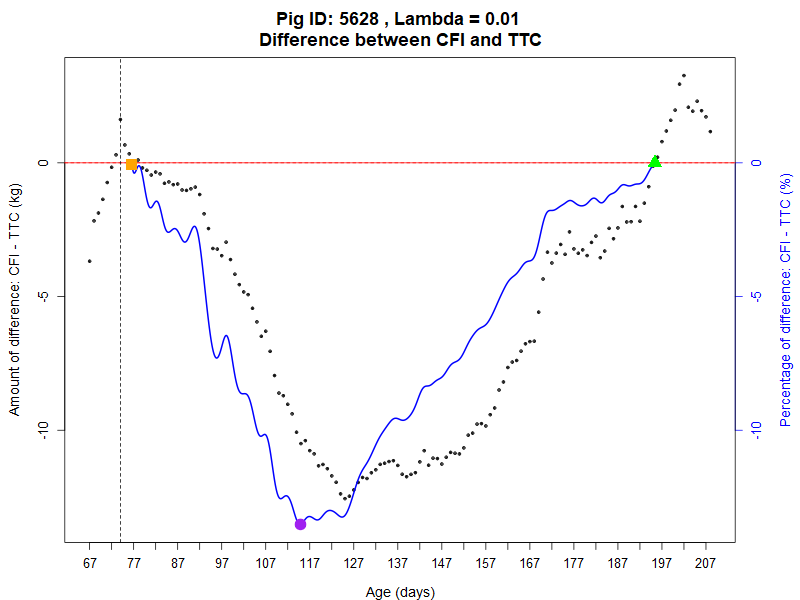 Pig ID: 5628 , Lambda = 0.01
Difference between CFI and TTC
Amount of difference: CFI - TTC (kg)
0
-5
-10
0
-5
-10
Percentage of difference: CFI - TTC (%)
67 77 87 97 107 117 127 137 147 157 167 177 187 197 207
Age (days)